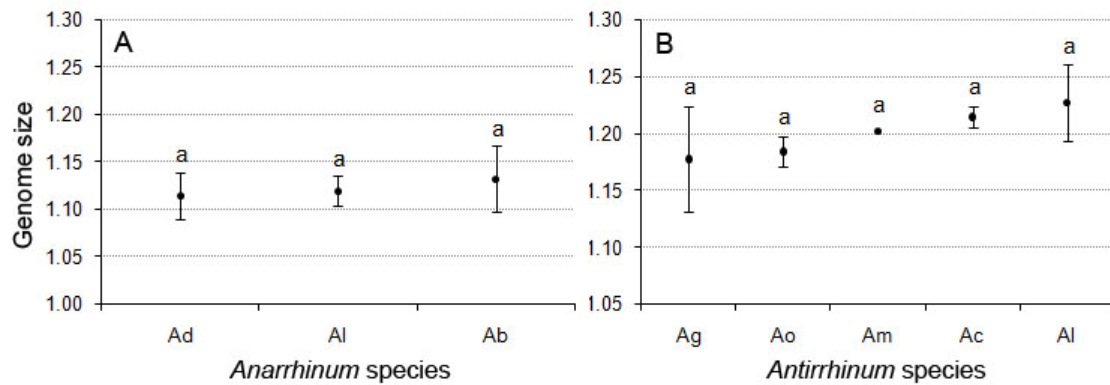 A
1.30
1.25
1.20
1.15
1.10
1.05
1.00
Genome size
a a a
Ad Al Ab
Anarrhinum species
B
1.30
1.25
1.20
1.15
1.10
1.05
a a a a a
Ag Ao Am Ac Al
Antirrhinum species